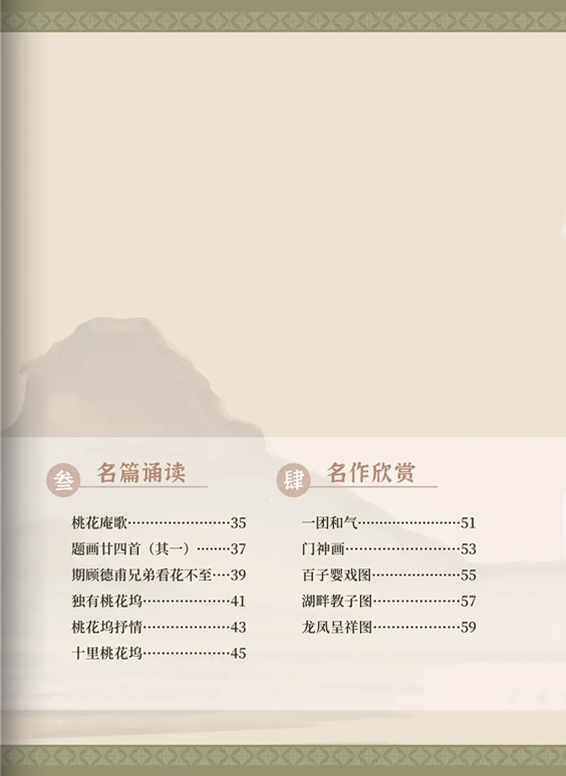 叁 名篇诵读
桃花庵歌……………………35
题画廿四首（其一）………37
期顾德甫兄弟看花不至…39
独有桃花坞…………………41
桃花坞抒情…………………43
十里桃花坞…………………45
肆 名作欣赏
一团和气……………………51
门神画………………………53
百子婴戏图…………………55
湖畔教子图…………………57
龙凤呈祥图…………………59